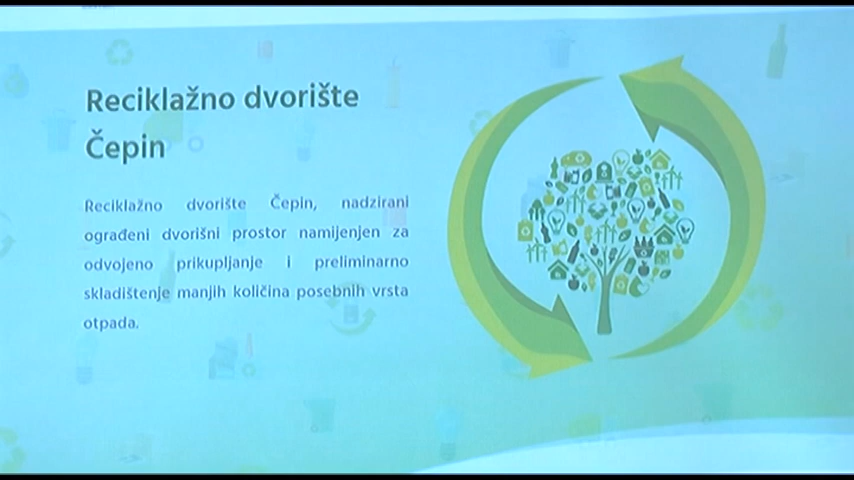 Reciklažno dvorište
Čepin
Reciklažno dvorište Čepin, nadzirani
ograđeni dvorišni prostor namijenjen za
odvojeno prikupljanje i preliminarno
skladištenje manjih količina posebnih vrsta
otpada.